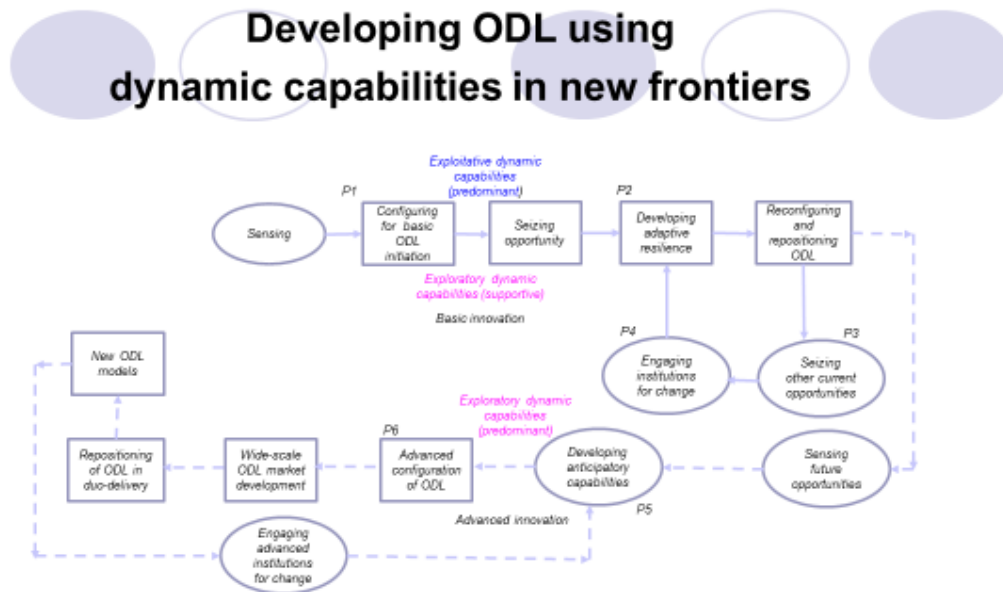 Developing ODL using
dynamic capabilities in new frontiers
Exploitative dynamic
capabilities
(predominant)
P1
P2
Sensing
Configuring
for basic
ODL
initiation
Seizing
opportunity
Developing
adaptive
resilience
Reconfiguring
and
repositioning
ODL
Exploratory dynamic
capabilities (supportive)
Basic innovation
P4
P3
New ODL
models
Engaging
institutions
for change
Seizing
other current
opportunities
Exploratory dynamic
capabilities
(predominant)
P6
Repositioning
of ODL in
duo-delivery
Wide-scale
ODL market
development
Advanced
configuration
of ODL
Developing
anticipatory
capabilities
Sensing
future
opportunities
P5
Advanced innovation
Engaging
advanced
institutions
for change